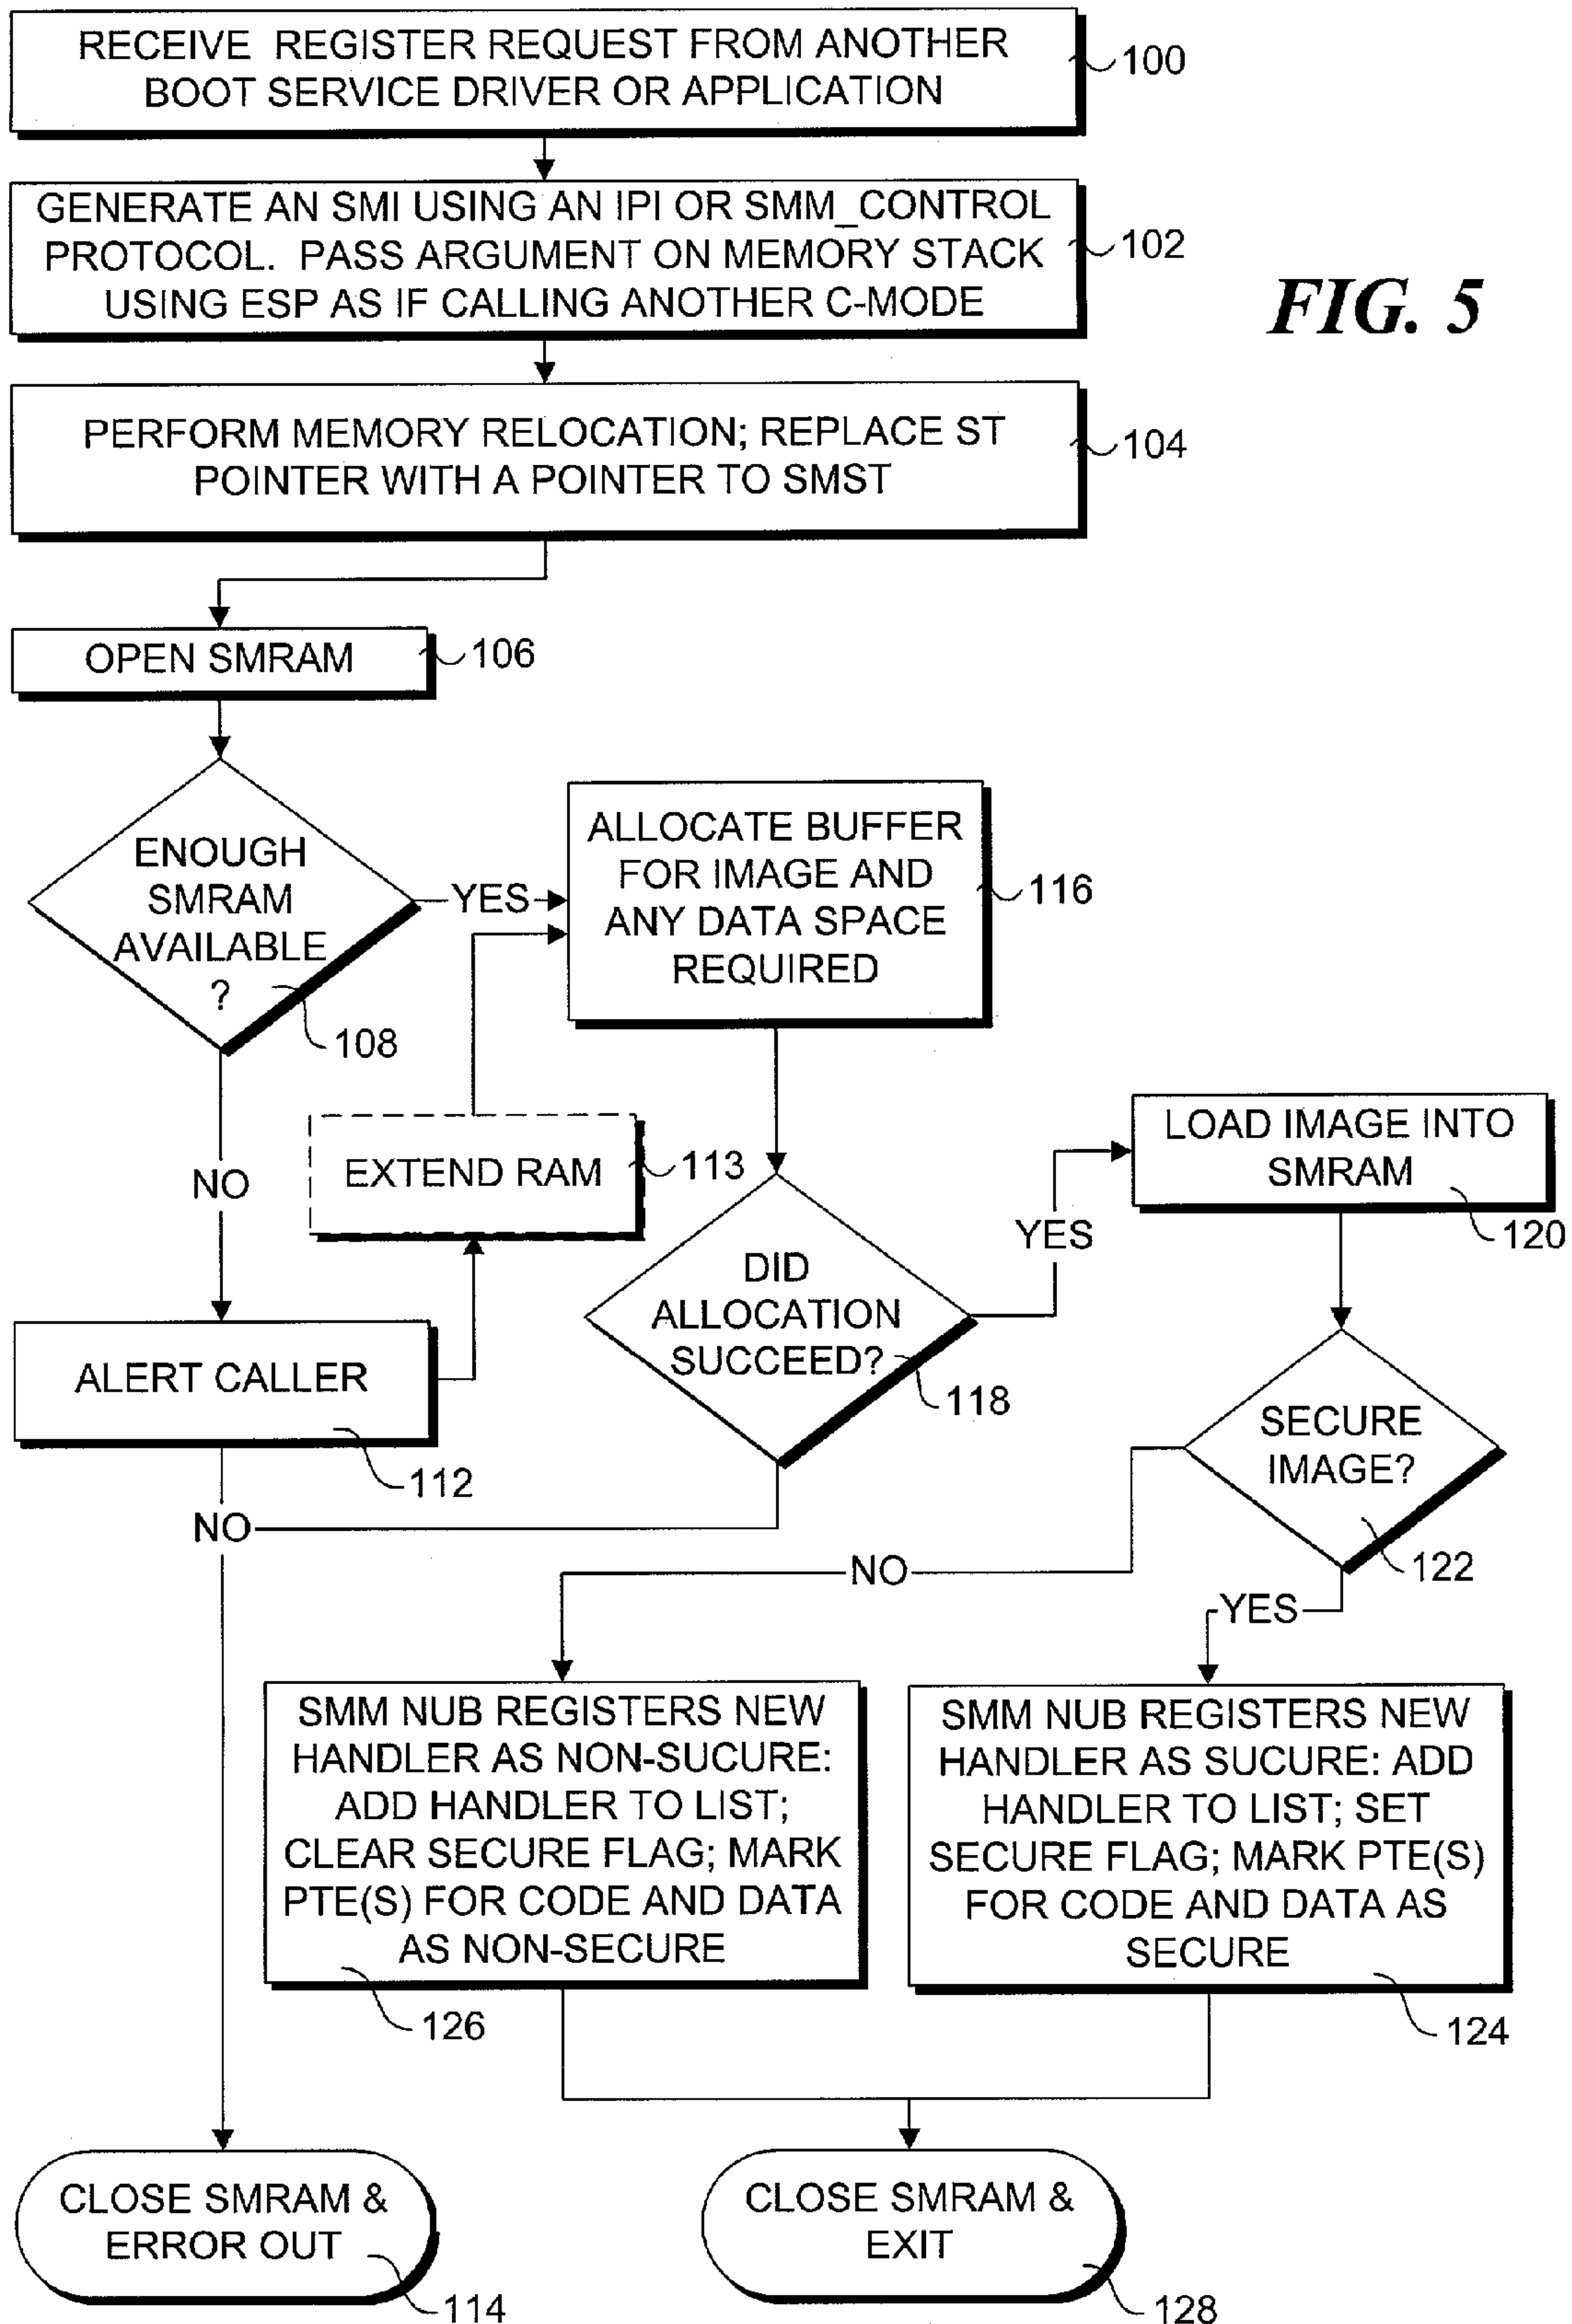 RECEIVE REGISTER REQUEST FROM ANOTHER
BOOT SERVICE DRIVER OR APPLICATION
100
GENERATE AN SMI USING AN IPI OR SMM_CONTROL
PROTOCOL. PASS ARGUMENT ON MEMORY STACK
USING ESP AS IF CALLING ANOTHER C-MODE
102
FIG. 5
PERFORM MEMORY RELOCATION; REPLACE ST
POINTER WITH A POINTER TO SMST
104
OPEN SMRAM
106
ENOUGH
SMRAM
AVAILABLE
?
108
YES
ALLOCATE BUFFER
FOR IMAGE AND
ANY DATA SPACE
REQUIRED
116
NO
EXTEND RAM
113
LOAD IMAGE INTO
SMRAM
120
YES
DID
ALLOCATION
SUCCEED?
118
ALERT CALLER
112
SECURE
IMAGE?
122
NO
NO
YES
SMM NUB REGISTERS NEW
HANDLER AS NON-SUCURE:
ADD HANDLER TO LIST;
CLEAR SECURE FLAG; MARK
PTE(S) FOR CODE AND DATA
AS NON-SECURE
126
SMM NUB REGISTERS NEW
HANDLER AS SUCURE: ADD
HANDLER TO LIST; SET
SECURE FLAG; MARK PTE(S)
FOR CODE AND DATA AS
SECURE
124
CLOSE SMRAM &
ERROR OUT
114
CLOSE SMRAM &
EXIT
128